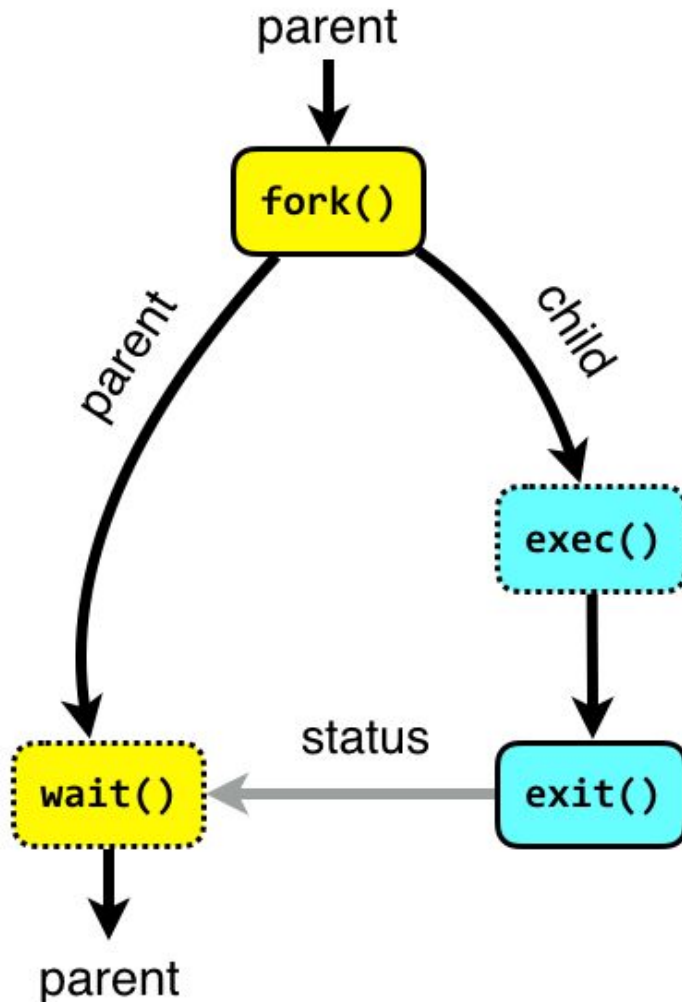 parent
fork()
parent
child
exec()
status
wait()
exit()
parent